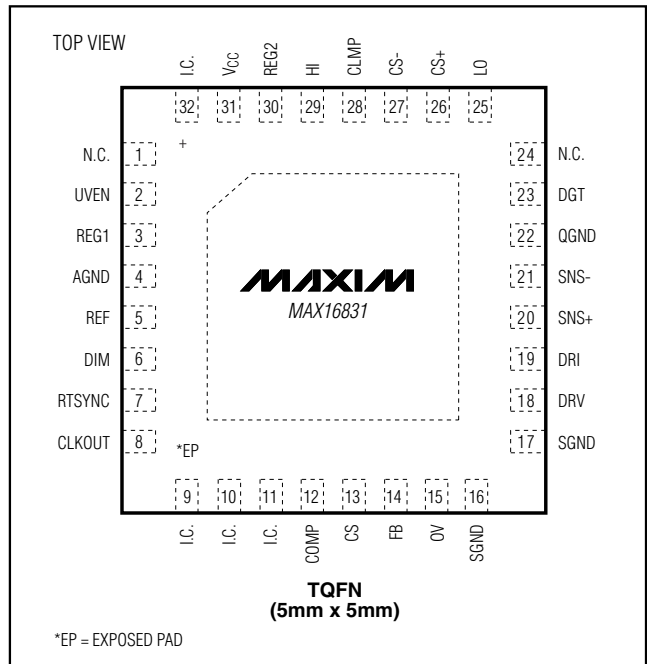 TOP VIEW
I.C.
VCC
REG2
HI
CLMP
CS-
CS+
LO
32 31 30 29 28 27 26 25
+
N.C. 1
UVEN 2
REG1 3
AGND 4
REF 5
DIM 6
RTSYNC 7
CLKOUT 8
24 N.C.
23 DGT
22 QGND
21 SNS-
20 SNS+
19 DRI
18 DRV
17 SGND
MAXIM
MAX16831
*EP
9 10 11 12 13 14 15 16
I.C.
I.C.
I.C.
COMP
CS
FB
OV
SGND
TQFN
(5mm x 5mm)
*EP = EXPOSED PAD